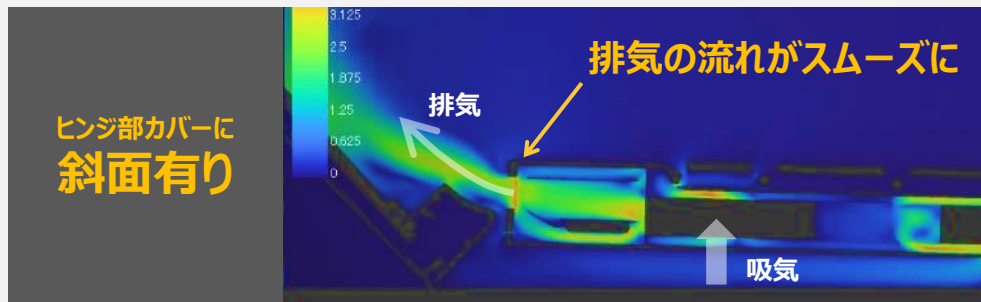 ヒンジ部カバーに
斜面有り
3.125
2.5
1.875
1.25
0.625
0
排気の流れがスムーズに
排気
吸気